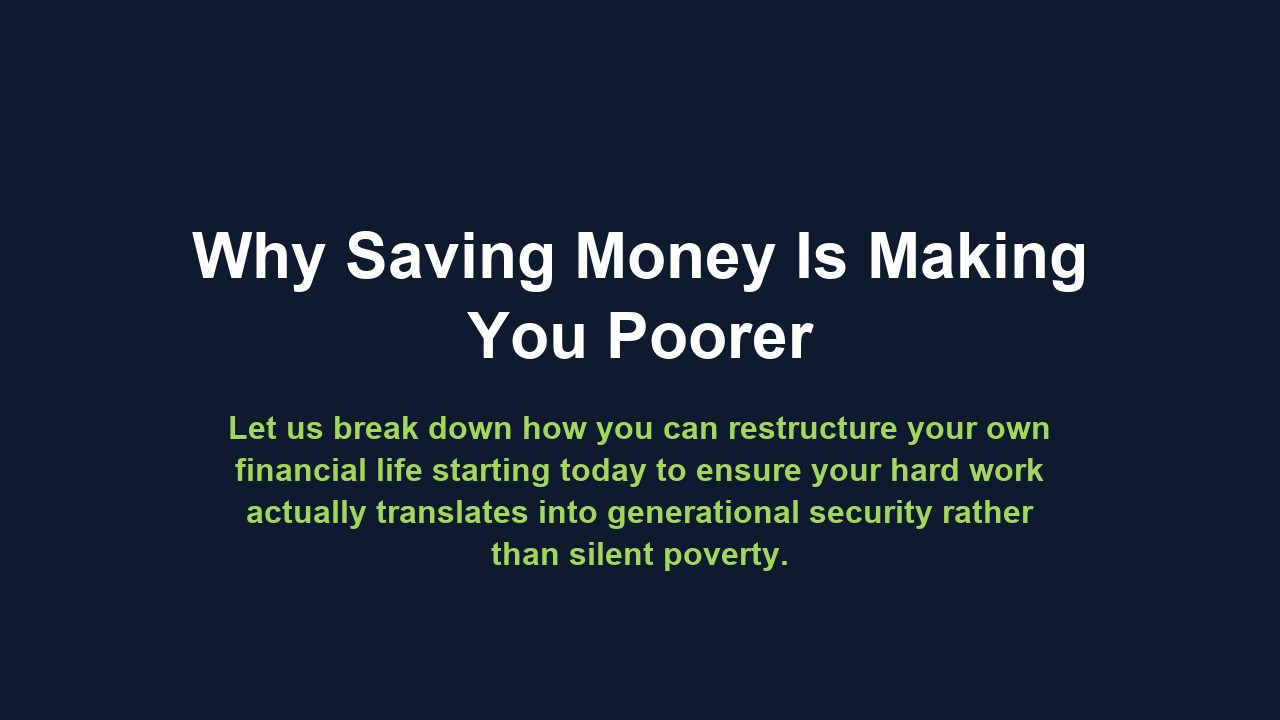 Why Saving Money Is Making
You Poorer
Let us break down how you can restructure your own
financial life starting today to ensure your hard work
actually translates into generational security rather
than silent poverty.